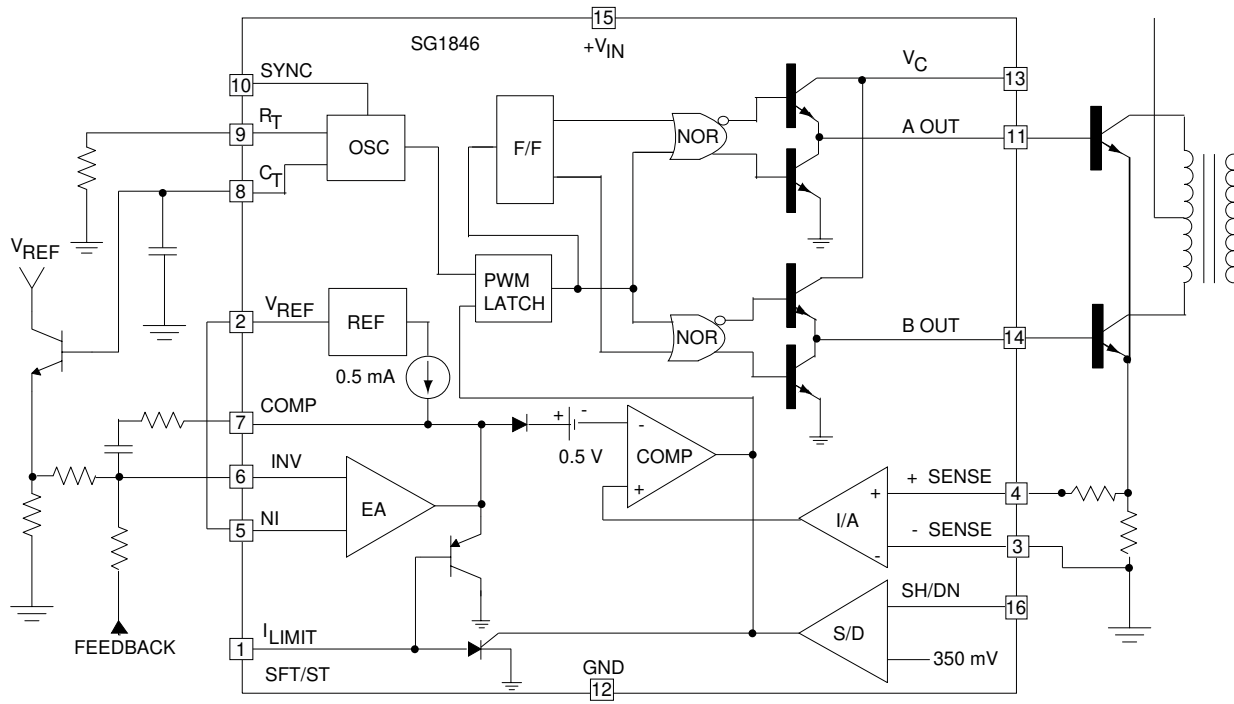 15
SG1846
+VIN
10
SYNC
VC
13
9
RT
OSC
F/F
NOR
A OUT
11
8
CT
VREF
PWM
LATCH
2
VREF
REF
NOR
B OUT
14
0.5 mA
7
COMP
+ -
0.5 V
-
COMP
+
6
INV
EA
5
NI
I/A
+
-
+ SENSE
4
- SENSE
3
SH/DN
16
S/D
350 mV
FEEDBACK
1
ILIMIT
SFT/ST
GND
12